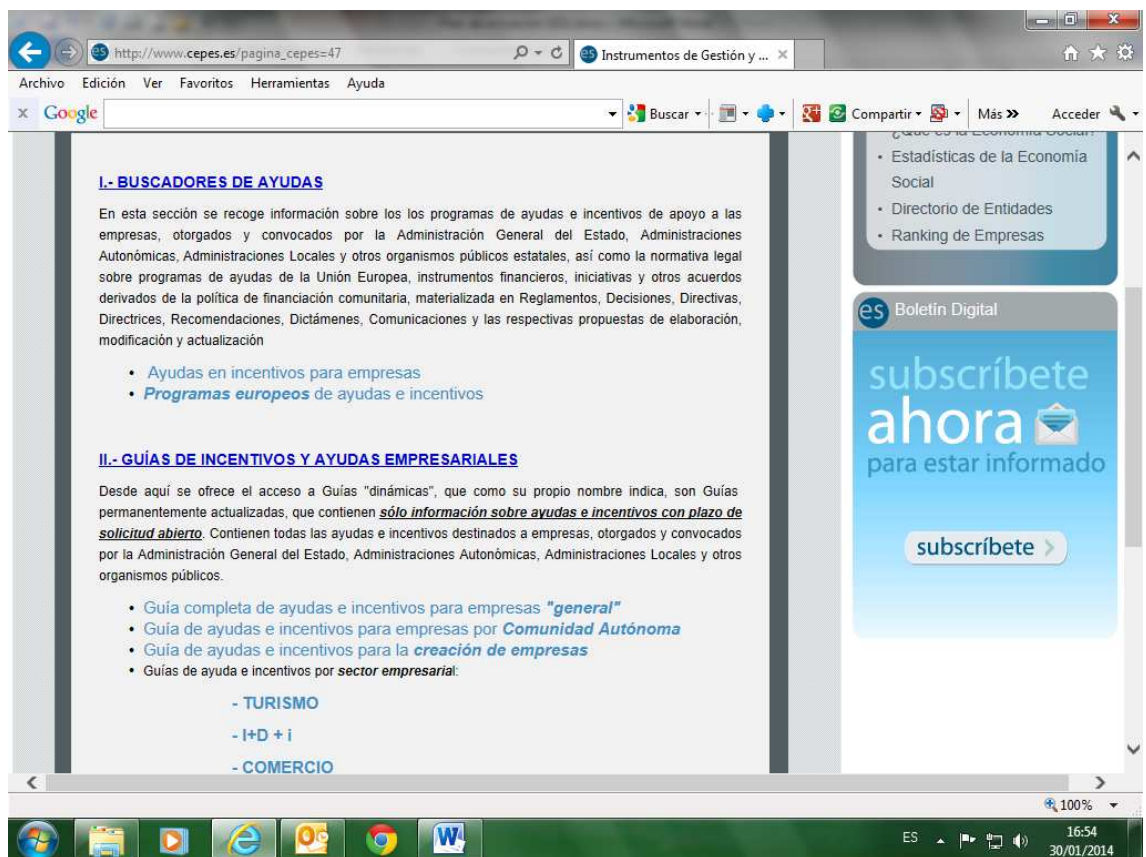 http://www.cepes.es/pagina_cepes=47
Instrumentos de Gestión y ...
Archivo Edición Ver Favoritos Herramientas Ayuda
x Google Buscar Compartir Más » Acceder
I.- BUSCADORES DE AYUDAS
En esta sección se recoge información sobre los los programas de ayudas e incentivos de apoyo a las
empresas, otorgados y convocados por la Administración General del Estado, Administraciones
Autonómicas, Administraciones Locales y otros organismos públicos estatales, así como la normativa legal
sobre programas de ayudas de la Unión Europea, instrumentos financieros, iniciativas y otros acuerdos
derivados de la política de financiación comunitaria, materializada en Reglamentos, Decisiones, Directivas,
Directrices, Recomendaciones, Dictámenes, Comunicaciones y las respectivas propuestas de elaboración,
modificación y actualización
• Ayudas en incentivos para empresas
• Programas europeos de ayudas e incentivos
II.- GUÍAS DE INCENTIVOS Y AYUDAS EMPRESARIALES
Desde aquí se ofrece el acceso a Guías "dinámicas", que como su propio nombre indica, son Guías
permanentemente actualizadas, que contienen sólo información sobre ayudas e incentivos con plazo de
solicitud abierto. Contienen todas las ayudas e incentivos destinados a empresas, otorgados y convocados
por la Administración General del Estado, Administraciones Autonómicas, Administraciones Locales y otros
organismos públicos.
• Guía completa de ayudas e incentivos para empresas "general"
• Guía de ayudas e incentivos para empresas por Comunidad Autónoma
• Guía de ayudas e incentivos para la creación de empresas
• Guías de ayuda e incentivos por sector empresarial:
- TURISMO
- I+D + i
- COMERCIO
¿Qué es la Economía Social?
• Estadísticas de la Economía
Social
• Directorio de Entidades
• Ranking de Empresas
es Boletín Digital
subscríbete
ahora
para estar informado
subscríbete >
100%
ES
16:54
30/01/2014